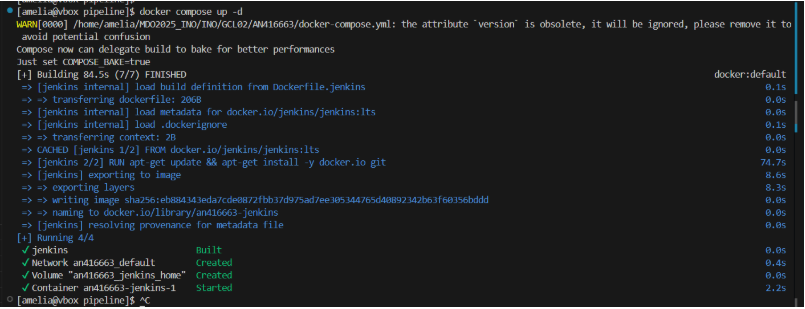 [amelia@vbox pipeline]$ docker compose up -d
WARN[0000] /home/amelia/MDO2025_INO/INO/GCL02/AN416663/docker-compose.yml: the attribute `version` is obsolete, it will be ignored, please remove it to
avoid potential confusion
Compose now can delegate build to bake for better performances
Just set COMPOSE_BAKE=true
[+] Building 84.5s (7/7) FINISHED docker:default
=> [jenkins internal] load build definition from Dockerfile.jenkins 0.1s
=> => transferring dockerfile: 206B 0.0s
=> [jenkins internal] load metadata for docker.io/jenkins/jenkins:lts 0.0s
=> [jenkins internal] load .dockerignore 0.1s
=> => transferring context: 2B 0.0s
=> CACHED [jenkins 1/2] FROM docker.io/jenkins/jenkins:lts 0.0s
=> [jenkins 2/2] RUN apt-get update && apt-get install -y docker.io git 74.7s
=> [jenkins] exporting to image 8.6s
=> => exporting layers 8.3s
=> => writing image sha256:eb884343eda7cde0872fbb37d975ad7ee305344765d40892342b63f60356bddd 0.0s
=> => naming to docker.io/library/an416663-jenkins 0.0s
=> [jenkins] resolving provenance for metadata file 0.0s
[+] Running 4/4
✓ jenkins Built 0.0s
✓ Network an416663_default Created 0.4s
✓ Volume "an416663_jenkins_home" Created 0.0s
✓ Container an416663-jenkins-1 Started 2.2s
[amelia@vbox pipeline]$ ^C